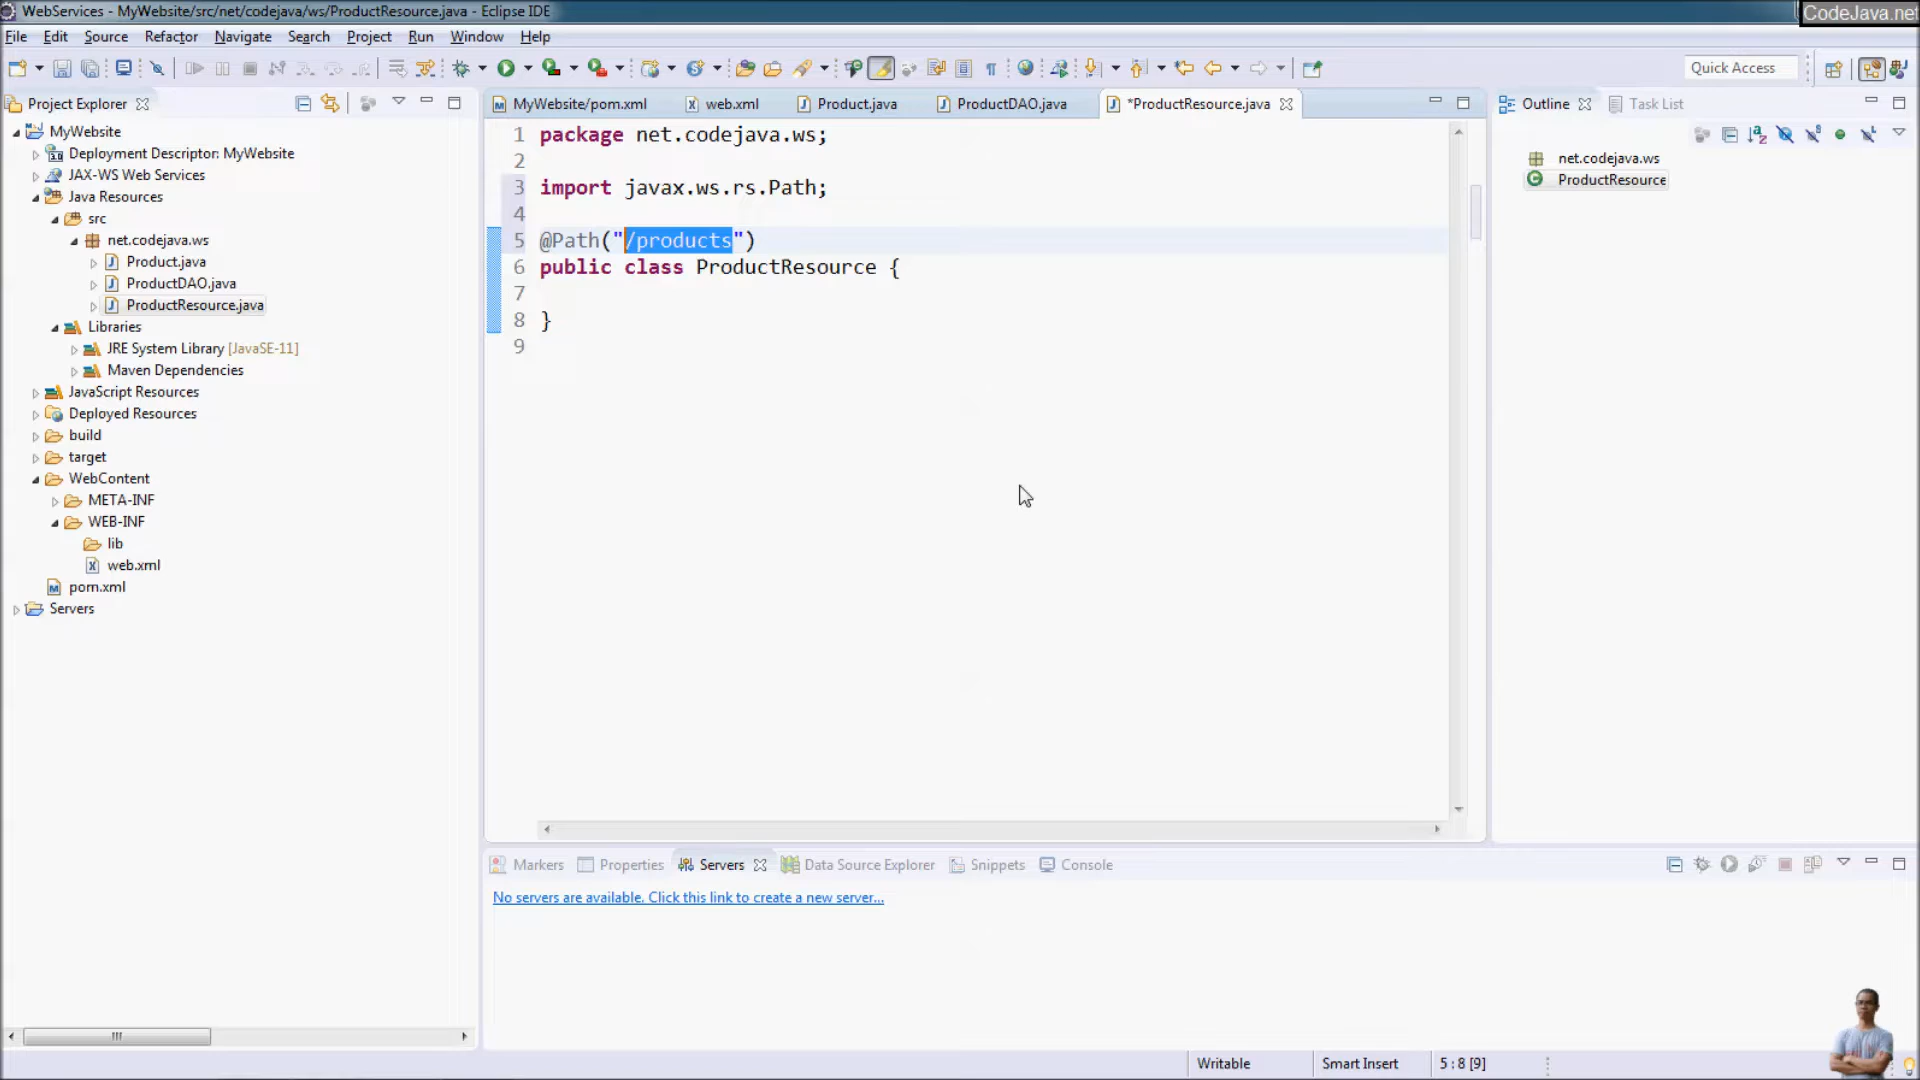 WebServices - MyWebsite/src/net/codejava/ws/ProductResource.java - Eclipse IDE
CodeJava.net
File Edit Source Refactor Navigate Search Project Run Window Help
Quick Access
Project Explorer
MyWebsite/pom.xml
web.xml
Product.java
ProductDAO.java
*ProductResource.java
Outline
Task List
MyWebsite
Deployment Descriptor: MyWebsite
JAX-WS Web Services
Java Resources
src
net.codejava.ws
Product.java
ProductDAO.java
ProductResource.java
Libraries
JRE System Library [JavaSE-11]
Maven Dependencies
JavaScript Resources
Deployed Resources
build
target
WebContent
META-INF
WEB-INF
lib
web.xml
pom.xml
Servers
1 package net.codejava.ws;
2
3 import javax.ws.rs.Path;
4
5 @Path("/products")
6 public class ProductResource {
7
8 }
9
net.codejava.ws
ProductResource
Markers
Properties
Servers
Data Source Explorer
Snippets
Console
No servers are available. Click this link to create a new server...
Writable
Smart Insert
5 : 8 [9]